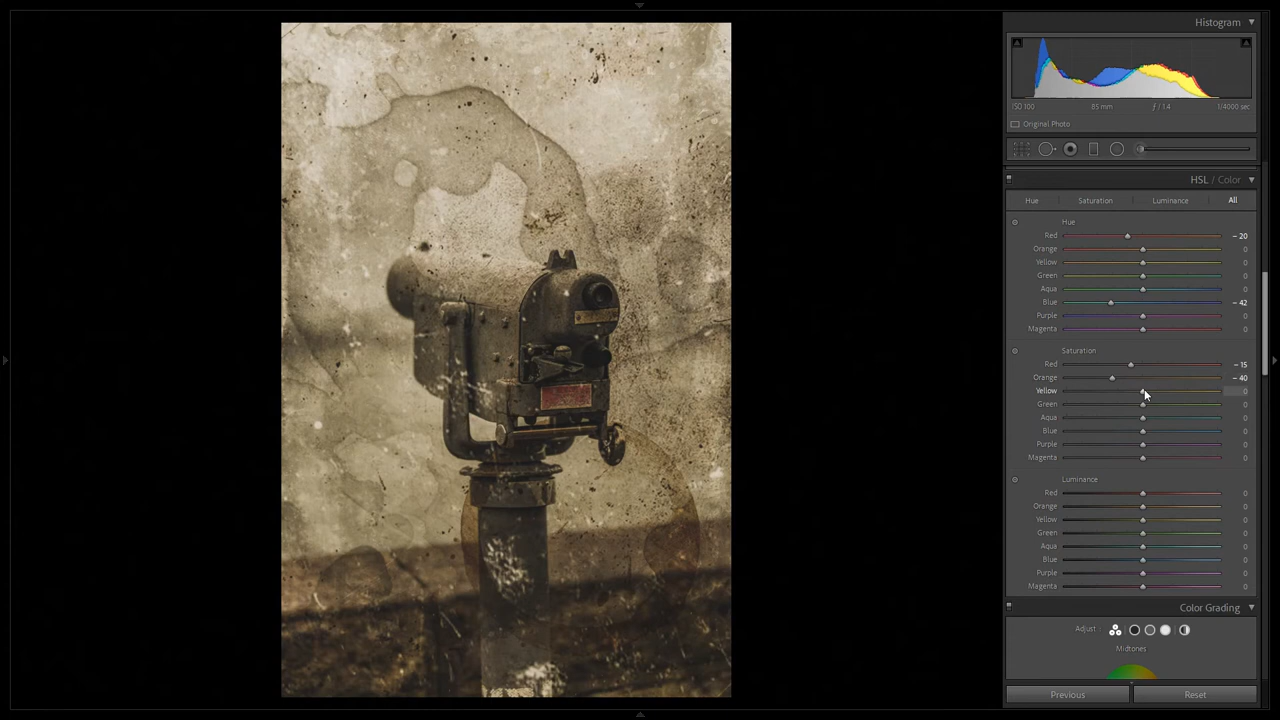 Histogram
ISO 100 85 mm ƒ / 1.4 1/4000 sec
Original Photo
HSL / Color
Hue Saturation Luminance All
Hue
Red – 20
Orange 0
Yellow 0
Green 0
Aqua 0
Blue – 42
Purple 0
Magenta 0
Saturation
Red – 15
Orange – 40
Yellow 0
Green 0
Aqua 0
Blue 0
Purple 0
Magenta 0
Luminance
Red 0
Orange 0
Yellow 0
Green 0
Aqua 0
Blue 0
Purple 0
Magenta 0
Color Grading
Adjust :
Midtones
Previous Reset